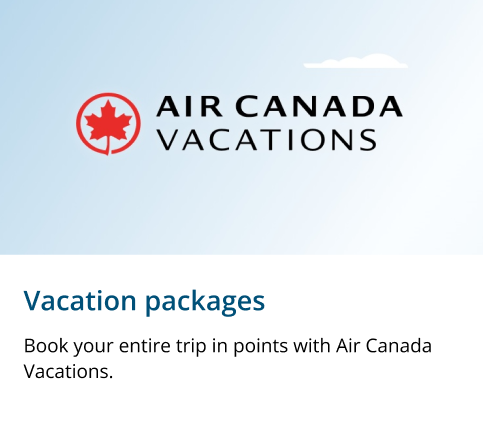 AIR CANADA
VACATIONS
Vacation packages
Book your entire trip in points with Air Canada
Vacations.